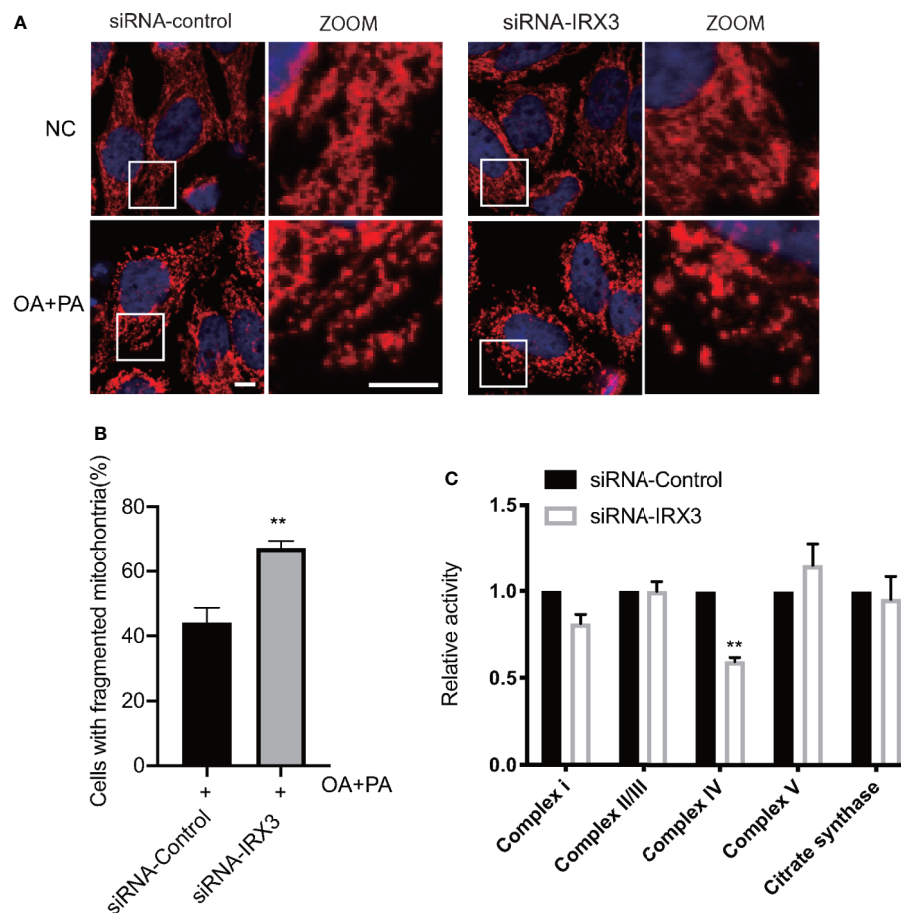 A
siRNA-control
ZOOM
siRNA-IRX3
ZOOM
NC
OA+PA
B
Cells with fragmented mitochontria(%)
80
60
40
20
0
+
+
OA+PA
siRNA-Control
siRNA-IRX3
C
siRNA-Control
siRNA-IRX3
Relative activity
1.5
1.0
0.5
0.0
**
**
Complex i
Complex II/III
Complex IV
Complex V
Citrate synthase